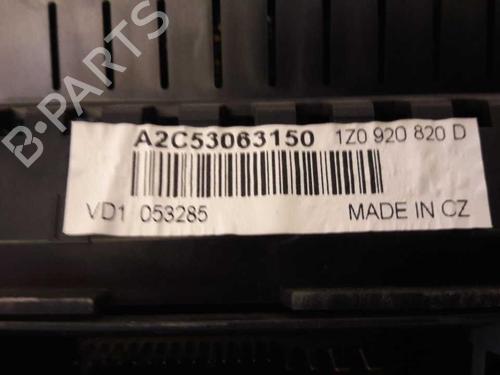 B-PARTS
A2C53063150 1Z0 920 820 D
VD1 053285 MADE IN CZ